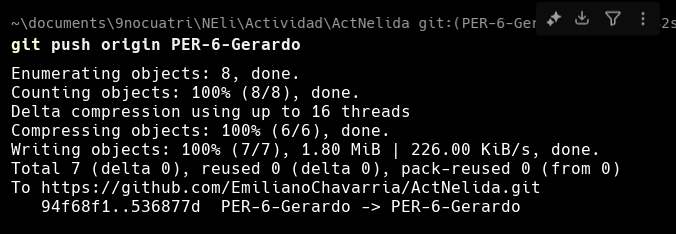 ~\documents\9nocuatri\NEli\Actividad\ActNelida git:(PER-6-Ger
git push origin PER-6-Gerardo
Enumerating objects: 8, done.
Counting objects: 100% (8/8), done.
Delta compression using up to 16 threads
Compressing objects: 100% (6/6), done.
Writing objects: 100% (7/7), 1.80 MiB | 226.00 KiB/s, done.
Total 7 (delta 0), reused 0 (delta 0), pack-reused 0 (from 0)
To https://github.com/EmilianoChavarria/ActNelida.git
   94f68f1..536877d  PER-6-Gerardo -> PER-6-Gerardo